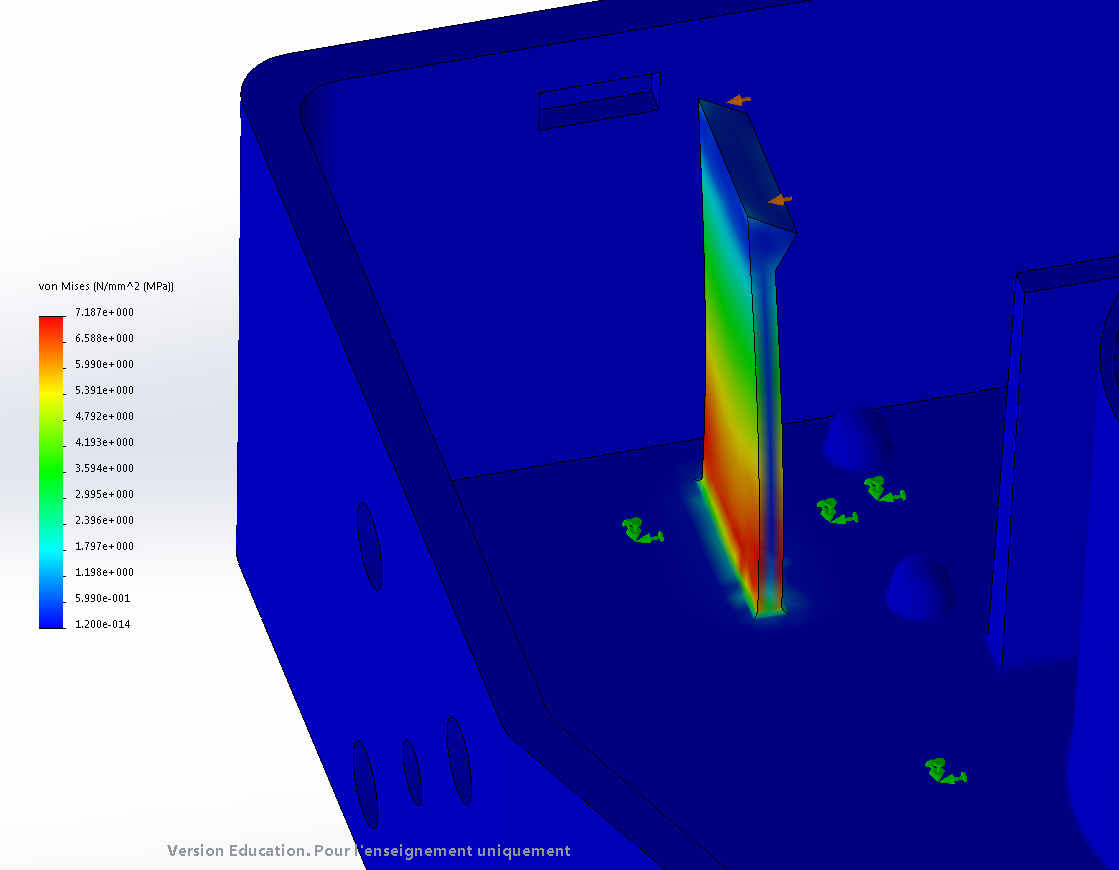 von Mises (N/mm^2 (MPa))
7.187e+000
6.588e+000
5.990e+000
5.391e+000
4.792e+000
4.193e+000
3.594e+000
2.995e+000
2.396e+000
1.797e+000
1.198e+000
5.990e-001
1.200e-014
Version Education. Pour l'enseignement uniquement